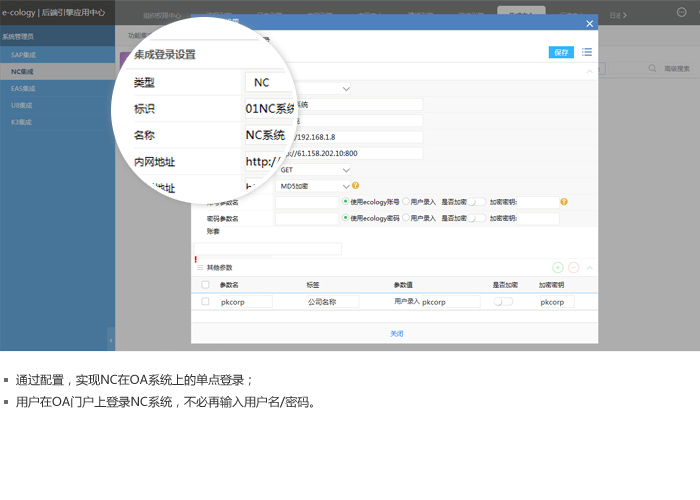 e-cology | 后端引擎应用中心
系统管理员
SAP集成
NC集成
EAS集成
U8集成
K3集成
高级搜索
保存
集成登录设置
类型 NC
标识 01NC系统
名称 NC系统
内网地址 http://
/192.168.1.8
://61.158.202.10:800
GET
MD5加密
账号参数名 使用ecology账号 用户录入 是否加密 加密密钥:
密码参数名 使用ecology密码 用户录入 是否加密 加密密钥:
账套
其他参数
参数名 标签 参数值 是否加密 加密密钥
pkcorp 公司名称 用户录入 pkcorp pkcorp
关闭
通过配置，实现NC在OA系统上的单点登录；
用户在OA门户上登录NC系统，不必再输入用户名/密码。